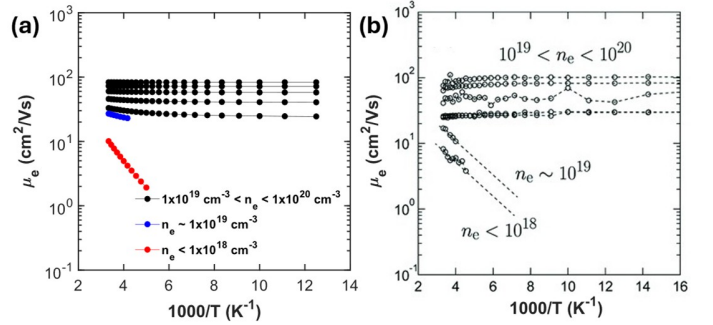 (a)
10³
10²
10¹
10⁰
10⁻¹
μₑ (cm²/Vs)
1x10¹⁹ cm⁻³ < nₑ < 1x10²⁰ cm⁻³
nₑ ~ 1x10¹⁹ cm⁻³
nₑ < 1x10¹⁸ cm⁻³
2 4 6 8 10 12 14
1000/T (K⁻¹)
(b)
10³
10² 
10¹
10⁰
10⁻¹
μₑ (cm²/Vs)
10¹⁹ < nₑ < 10²⁰
nₑ ∼ 10¹⁹
nₑ < 10¹⁸
2 4 6 8 10 12 14 16
1000/T (K⁻¹)